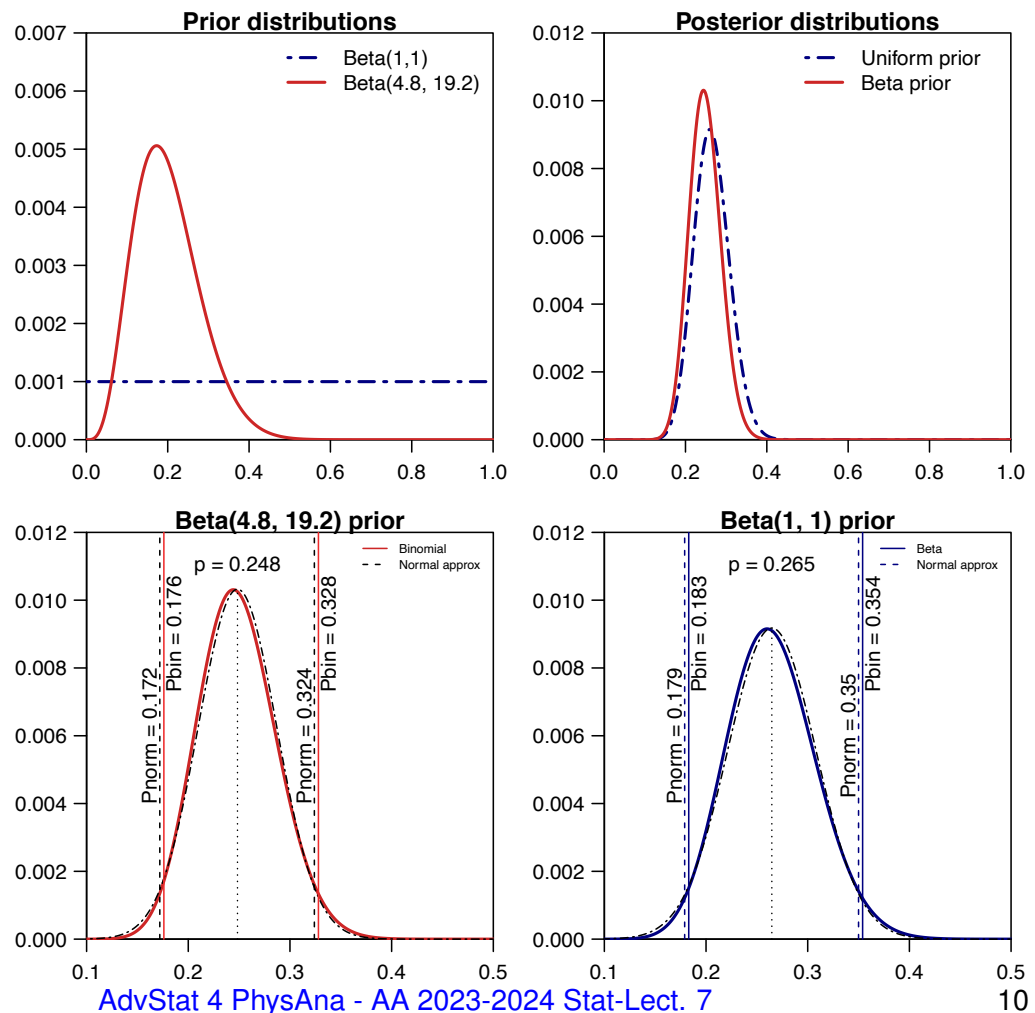 Prior distributions
0.007
0.006
0.005
0.004
0.003
0.002
0.001
0.000
0.0 0.2 0.4 0.6 0.8 1.0
Beta(1,1)
Beta(4.8, 19.2)
Posterior distributions
0.012
0.010
0.008
0.006
0.004
0.002
0.000
0.0 0.2 0.4 0.6 0.8 1.0
Uniform prior
Beta prior
Beta(4.8, 19.2) prior
0.012
0.010
0.008
0.006
0.004
0.002
0.000
0.1 0.2 0.3 0.4 0.5
Binomial
Normal approx
p = 0.248
Pnorm = 0.172
Pbin = 0.176
Pnorm = 0.324
Pbin = 0.328
Beta(1, 1) prior
0.012
0.010
0.008
0.006
0.004
0.002
0.000
0.1 0.2 0.3 0.4 0.5
Beta
Normal approx
p = 0.265
Pnorm = 0.179
Pbin = 0.183
Pnorm = 0.35
Pbin = 0.354
AdvStat 4 PhysAna - AA 2023-2024 Stat-Lect. 7 10